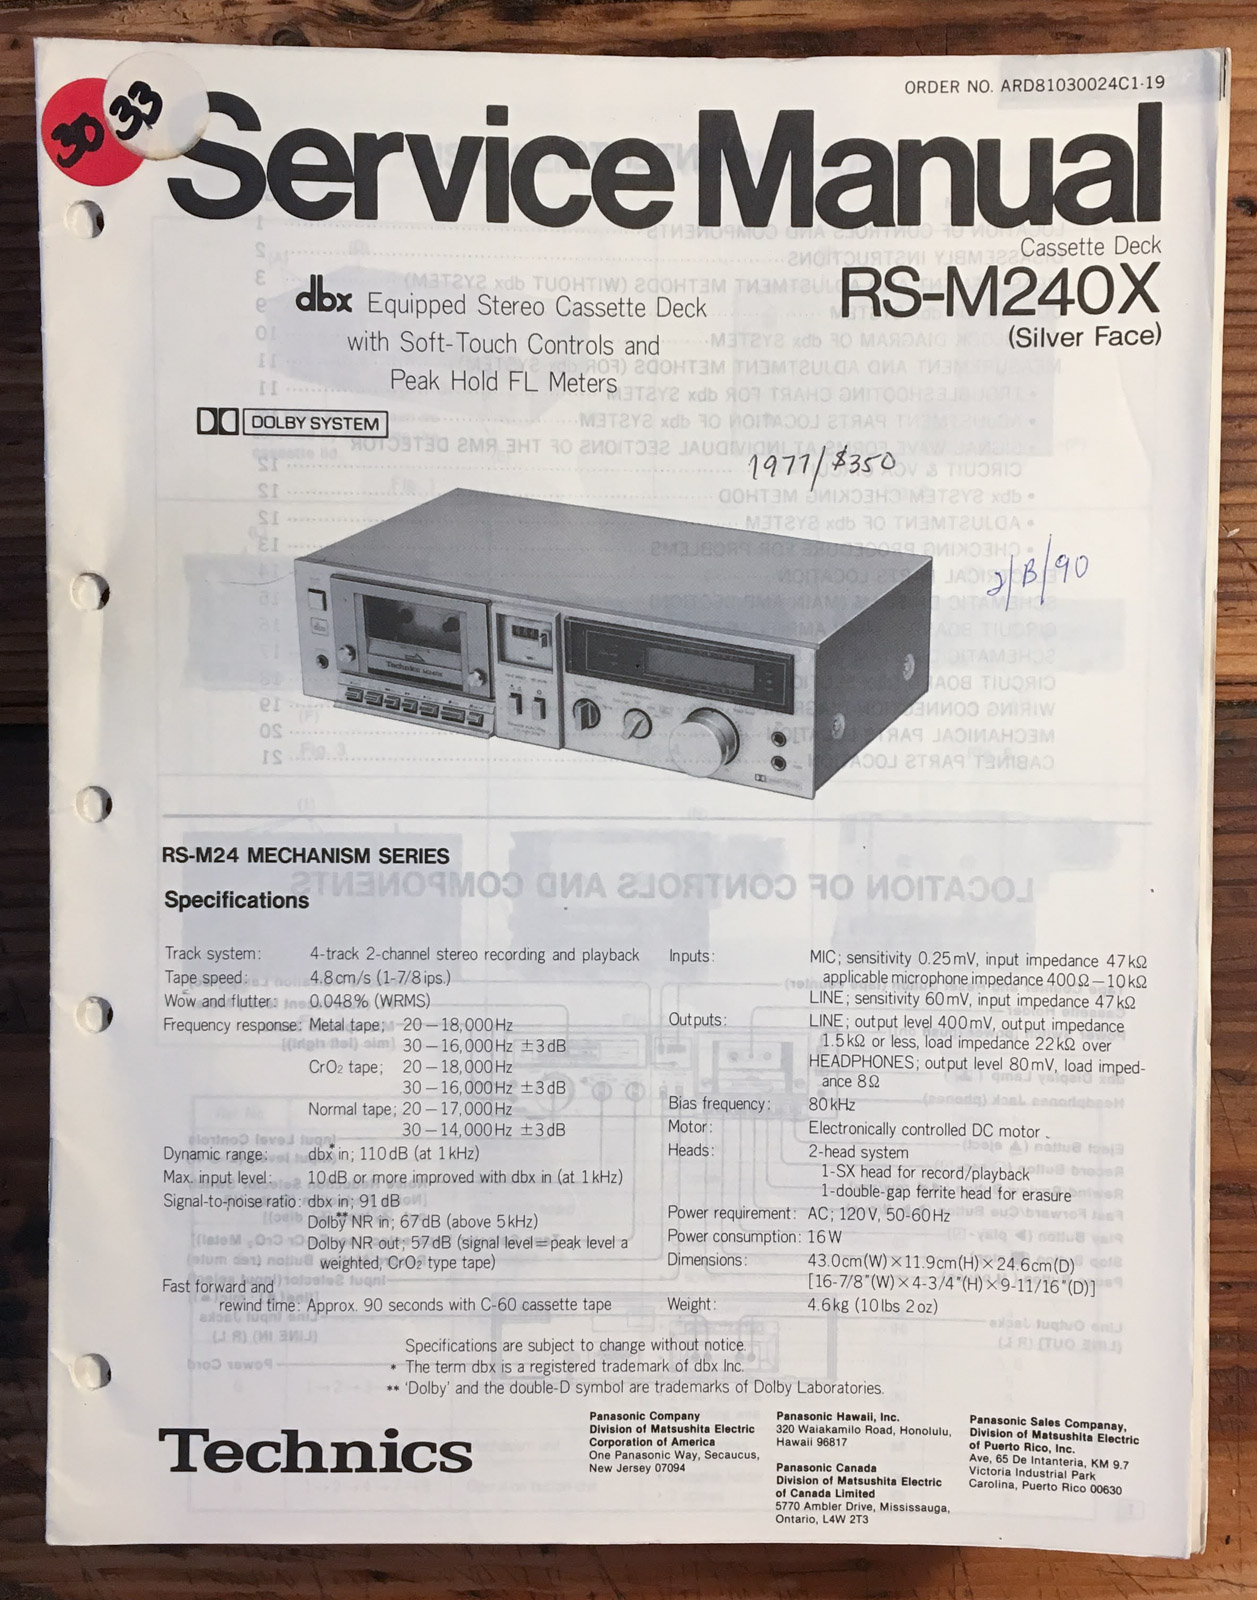 30
33
ORDER NO. ARD81030024C1-19
Service Manual
Cassette Deck
RS-M240X
(Silver Face)
dbx Equipped Stereo Cassette Deck
with Soft-Touch Controls and
Peak Hold FL Meters
DOLBY SYSTEM
1977/$350
2/B/90
Technics
RS-M24 MECHANISM SERIES
Specifications
Track system: 4-track 2-channel stereo recording and playback
Tape speed: 4.8cm/s (1-7/8ips.)
Wow and flutter: 0.048% (WRMS)
Frequency response: Metal tape; 20—18,000Hz
30—16,000Hz ±3dB
CrO2 tape; 20—18,000Hz
30—16,000Hz ±3dB
Normal tape; 20—17,000Hz
30—14,000Hz ±3dB
Dynamic range: dbx* in; 110dB (at 1kHz)
Max. input level: 10dB or more improved with dbx in (at 1kHz)
Signal-to-noise ratio: dbx in; 91dB
Dolby** NR in; 67dB (above 5kHz)
Dolby NR out; 57dB (signal level=peak level a
weighted, CrO2 type tape)
Fast forward and
rewind time: Approx. 90 seconds with C-60 cassette tape
Inputs: MIC; sensitivity 0.25mV, input impedance 47kΩ
applicable microphone impedance 400Ω—10kΩ
LINE; sensitivity 60mV, input impedance 47kΩ
Outputs: LINE; output level 400mV, output impedance
1.5kΩ or less, load impedance 22kΩ over
HEADPHONES; output level 80mV, load imped-
ance 8Ω
Bias frequency: 80kHz
Motor: Electronically controlled DC motor
Heads: 2-head system
1-SX head for record/playback
1-double-gap ferrite head for erasure
Power requirement: AC; 120V, 50-60Hz
Power consumption: 16W
Dimensions: 43.0cm(W)×11.9cm(H)×24.6cm(D)
[16-7/8"(W)×4-3/4"(H)×9-11/16"(D)]
Weight: 4.6kg (10lbs 2oz)
Specifications are subject to change without notice.
* The term dbx is a registered trademark of dbx Inc.
** 'Dolby' and the double-D symbol are trademarks of Dolby Laboratories.
Technics
Panasonic Company
Division of Matsushita Electric
Corporation of America
One Panasonic Way, Secaucus,
New Jersey 07094
Panasonic Hawaii, Inc.
320 Waiakamilo Road, Honolulu,
Hawaii 96817
Panasonic Canada
Division of Matsushita Electric
of Canada Limited
5770 Ambler Drive, Mississauga,
Ontario, L4W 2T3
Panasonic Sales Companay,
Division of Matsushita Electric
of Puerto Rico, Inc.
Ave, 65 De Intanteria, KM 9.7
Victoria Industrial Park
Carolina, Puerto Rico 00630